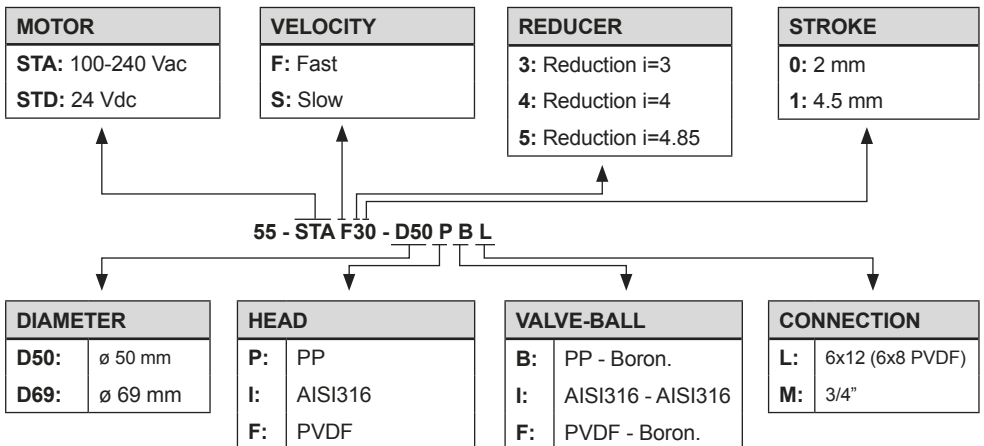 MOTOR
STA: 100-240 Vac
STD: 24 Vdc
VELOCITY
F: Fast
S: Slow
REDUCER
3: Reduction i=3
4: Reduction i=4
5: Reduction i=4.85
STROKE
0: 2 mm
1: 4.5 mm
55 - STA F30 - D50 P B L
DIAMETER
D50: ø 50 mm
D69: ø 69 mm
HEAD
P: PP
I: AISI316
F: PVDF
VALVE-BALL
B: PP - Boron.
I: AISI316 - AISI316
F: PVDF - Boron.
CONNECTION
L: 6x12 (6x8 PVDF)
M: 3/4”